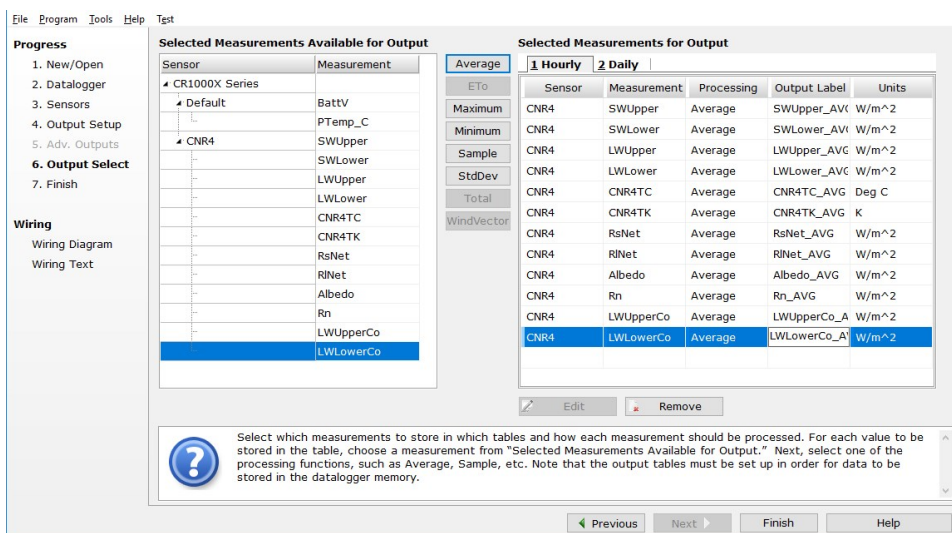 File Program Tools Help Test
Progress
1. New/Open
2. Datalogger
3. Sensors
4. Output Setup
5. Adv. Outputs
6. Output Select
7. Finish
Wiring
Wiring Diagram
Wiring Text
Selected Measurements Available for Output
Sensor Measurement
CR1000X Series
Default BattV
PTemp_C
CNR4 SWUpper
SWLower
LWUpper
LWLower
CNR4TC
CNR4TK
RsNet
RlNet
Albedo
Rn
LWUpperCo
LWLowerCo
Average
ETo
Maximum
Minimum
Sample
StdDev
Total
WindVector
Selected Measurements for Output
1 Hourly 2 Daily
Sensor Measurement Processing Output Label Units
CNR4 SWUpper Average SWUpper_AV( W/m^2
CNR4 SWLower Average SWLower_AV( W/m^2
CNR4 LWUpper Average LWUpper_AVG W/m^2
CNR4 LWLower Average LWLower_AVG W/m^2
CNR4 CNR4TC Average CNR4TC_AVG Deg C
CNR4 CNR4TK Average CNR4TK_AVG K
CNR4 RsNet Average RsNet_AVG W/m^2
CNR4 RlNet Average RlNet_AVG W/m^2
CNR4 Albedo Average Albedo_AVG W/m^2
CNR4 Rn Average Rn_AVG W/m^2
CNR4 LWUpperCo Average LWUpperCo_A W/m^2
CNR4 LWLowerCo Average LWLowerCo_A W/m^2
Edit Remove
Select which measurements to store in which tables and how each measurement should be processed. For each value to be
stored in the table, choose a measurement from “Selected Measurements Available for Output.” Next, select one of the
processing functions, such as Average, Sample, etc. Note that the output tables must be set up in order for data to be
stored in the datalogger memory.
Previous Next Finish Help